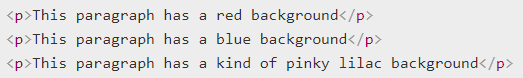 <p>This paragraph has a red background</p>
<p>This paragraph has a blue background</p>
<p>This paragraph has a kind of pinky lilac background</p>